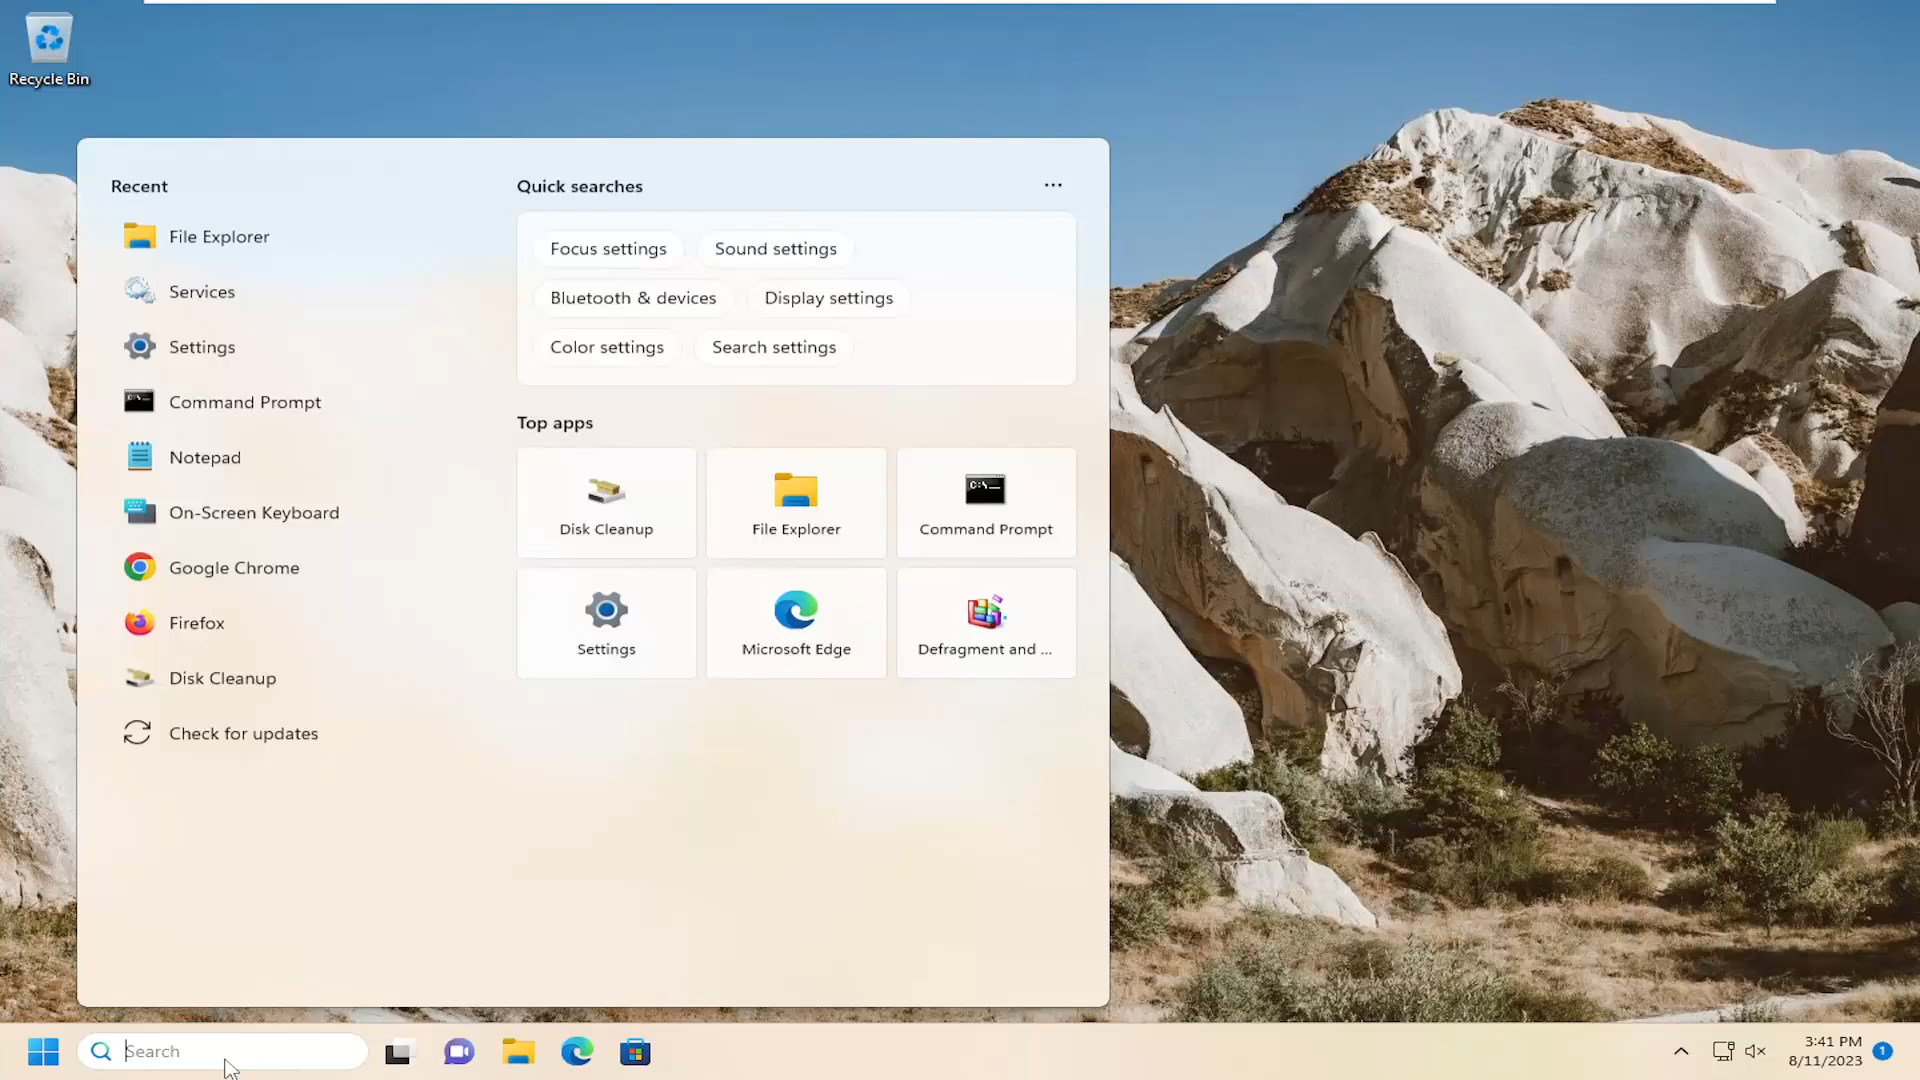 Recycle Bin
Recent
File Explorer
Services
Settings
Command Prompt
Notepad
On-Screen Keyboard
Google Chrome
Firefox
Disk Cleanup
Check for updates
Quick searches
Focus settings
Sound settings
Bluetooth & devices
Display settings
Color settings
Search settings
Top apps
Disk Cleanup
File Explorer
Command Prompt
Settings
Microsoft Edge
Defragment and ...
Search
3:41 PM
8/11/2023
1